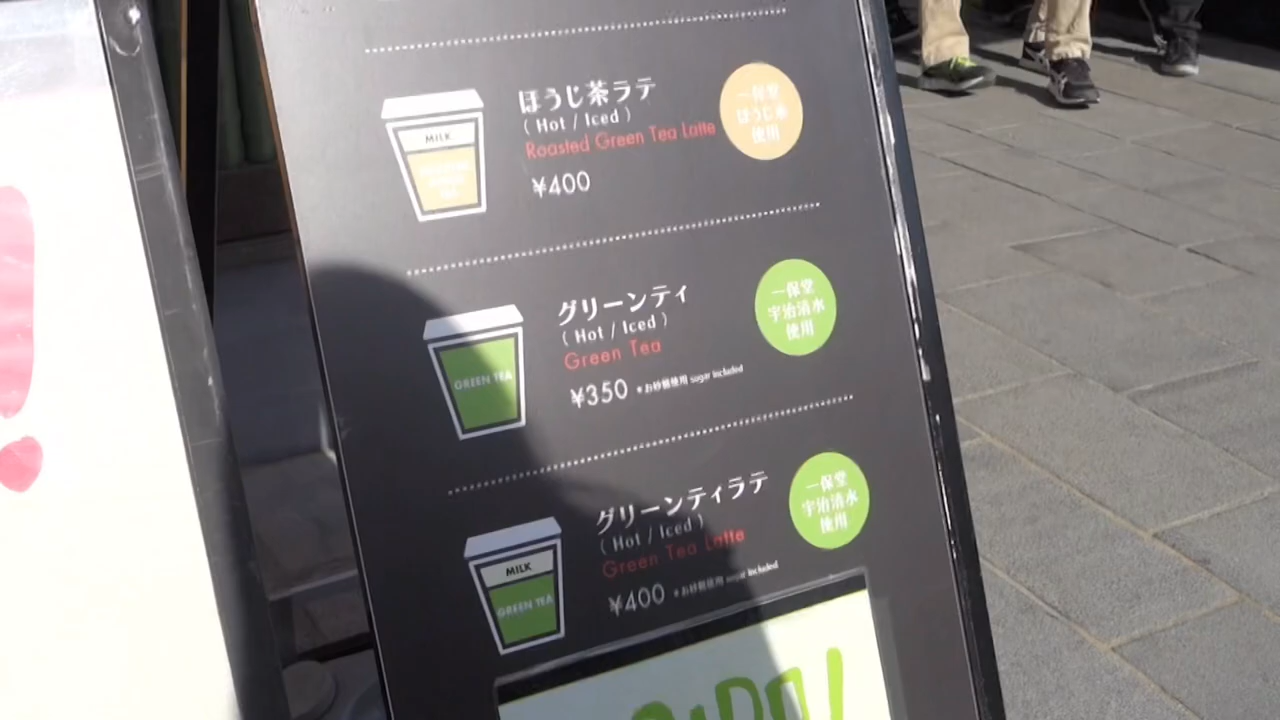 ほうじ茶ラテ
( Hot / Iced )
Roasted Green Tea Latte
¥400
MILK
一保堂
ほうじ茶
使用
グリーンティ
( Hot / Iced )
Green Tea
¥350 *お砂糖使用 sugar included
GREEN TEA
一保堂
宇治清水
使用
グリーンティラテ
( Hot / Iced )
Green Tea Latte
¥400 *お砂糖使用 sugar included
MILK
GREEN TEA
一保堂
宇治清水
使用